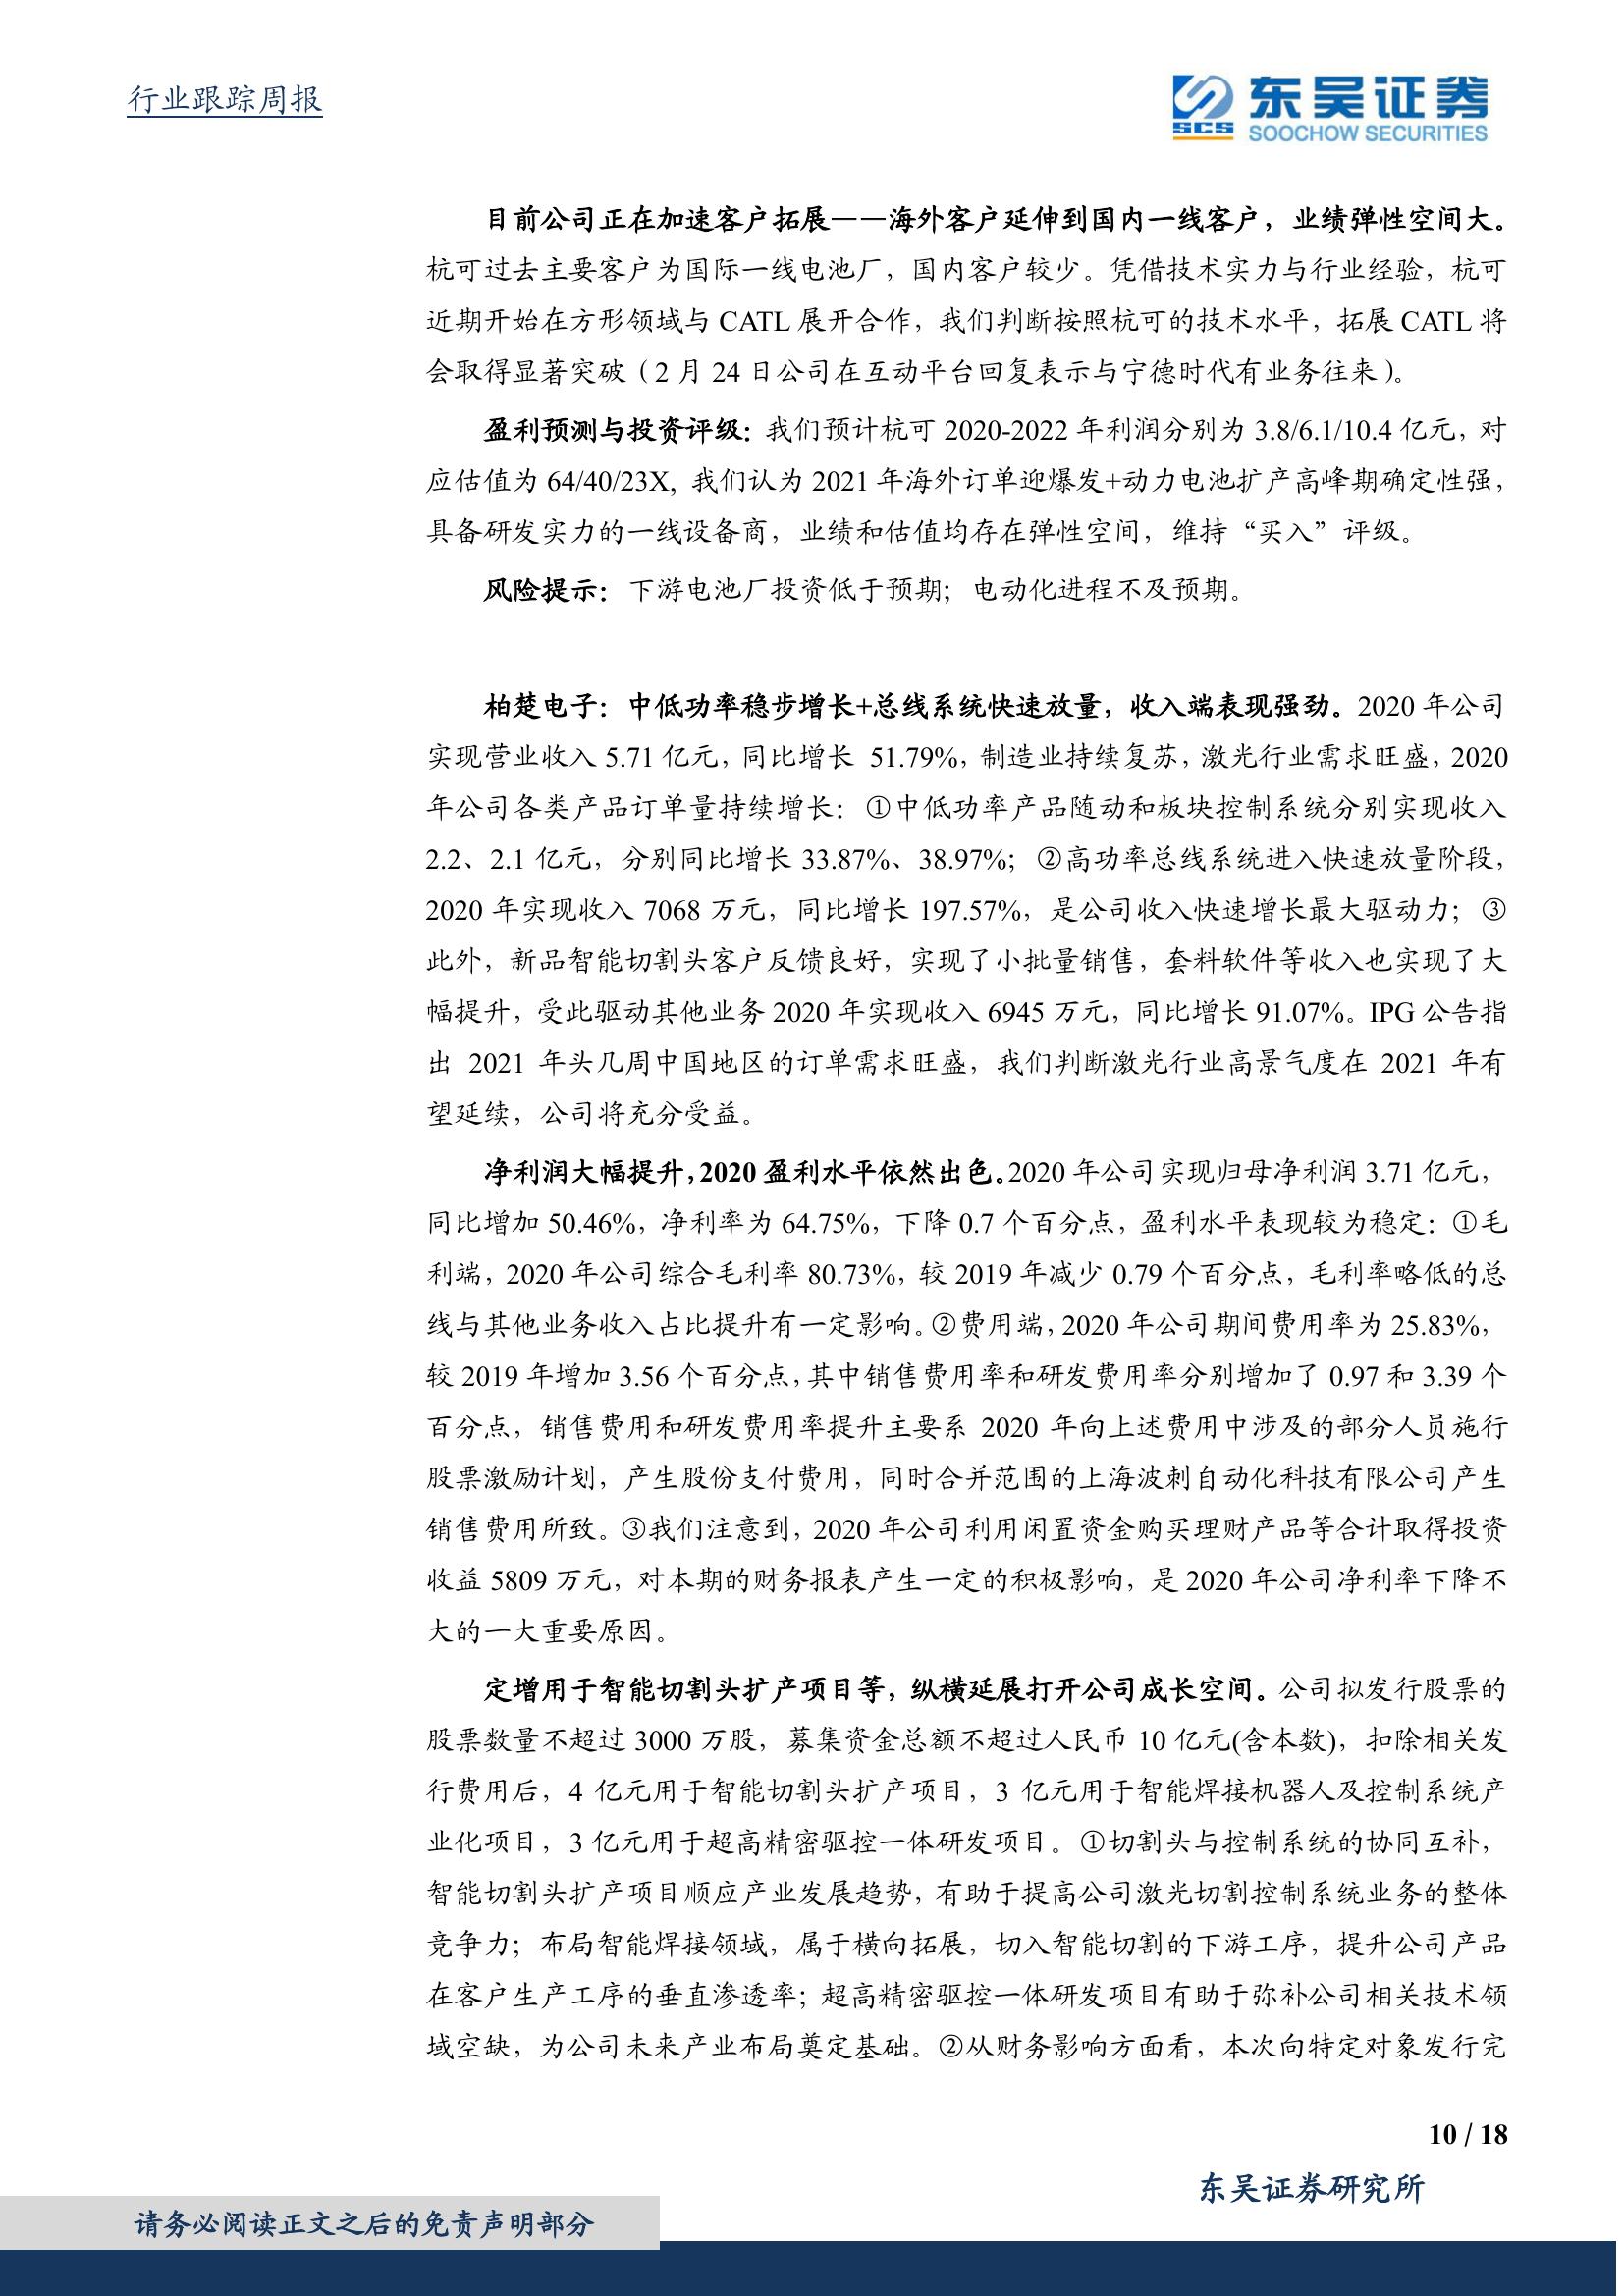 行业跟踪周报
东吴证券
SCS
SOOCHOW SECURITIES
目前公司正在加速客户拓展——海外客户延伸到国内一线客户，业绩弹性空间大。
杭可过去主要客户为国际一线电池厂，国内客户较少。凭借技术实力与行业经验，杭可
近期开始在方形领域与 CATL 展开合作，我们判断按照杭可的技术水平，拓展 CATL 将
会取得显著突破（2 月 24 日公司在互动平台回复表示与宁德时代有业务往来）。
盈利预测与投资评级：我们预计杭可 2020-2022 年利润分别为 3.8/6.1/10.4 亿元，对
应估值为 64/40/23X, 我们认为 2021 年海外订单迎爆发+动力电池扩产高峰期确定性强，
具备研发实力的一线设备商，业绩和估值均存在弹性空间，维持“买入”评级。
风险提示：下游电池厂投资低于预期；电动化进程不及预期。
柏楚电子：中低功率稳步增长+总线系统快速放量，收入端表现强劲。2020 年公司
实现营业收入 5.71 亿元，同比增长 51.79%，制造业持续复苏，激光行业需求旺盛，2020
年公司各类产品订单量持续增长：①中低功率产品随动和板块控制系统分别实现收入
2.2、2.1 亿元，分别同比增长 33.87%、38.97%；②高功率总线系统进入快速放量阶段，
2020 年实现收入 7068 万元，同比增长 197.57%，是公司收入快速增长最大驱动力；③
此外，新品智能切割头客户反馈良好，实现了小批量销售，套料软件等收入也实现了大
幅提升，受此驱动其他业务 2020 年实现收入 6945 万元，同比增长 91.07%。IPG 公告指
出 2021 年头几周中国地区的订单需求旺盛，我们判断激光行业高景气度在 2021 年有
望延续，公司将充分受益。
净利润大幅提升，2020 盈利水平依然出色。2020 年公司实现归母净利润 3.71 亿元，
同比增加 50.46%，净利率为 64.75%，下降 0.7 个百分点，盈利水平表现较为稳定：①毛
利端，2020 年公司综合毛利率 80.73%，较 2019 年减少 0.79 个百分点，毛利率略低的总
线与其他业务收入占比提升有一定影响。②费用端，2020 年公司期间费用率为 25.83%，
较 2019 年增加 3.56 个百分点，其中销售费用率和研发费用率分别增加了 0.97 和 3.39 个
百分点，销售费用和研发费用率提升主要系 2020 年向上述费用中涉及的部分人员施行
股票激励计划，产生股份支付费用，同时合并范围的上海波刺自动化科技有限公司产生
销售费用所致。③我们注意到，2020 年公司利用闲置资金购买理财产品等合计取得投资
收益 5809 万元，对本期的财务报表产生一定的积极影响，是 2020 年公司净利率下降不
大的一大重要原因。
定增用于智能切割头扩产项目等，纵横延展打开公司成长空间。公司拟发行股票的
股票数量不超过 3000 万股，募集资金总额不超过人民币 10 亿元(含本数)，扣除相关发
行费用后，4 亿元用于智能切割头扩产项目，3 亿元用于智能焊接机器人及控制系统产
业化项目，3 亿元用于超高精密驱控一体研发项目。①切割头与控制系统的协同互补，
智能切割头扩产项目顺应产业发展趋势，有助于提高公司激光切割控制系统业务的整体
竞争力；布局智能焊接领域，属于横向拓展，切入智能切割的下游工序，提升公司产品
在客户生产工序的垂直渗透率；超高精密驱控一体研发项目有助于弥补公司相关技术领
域空缺，为公司未来产业布局奠定基础。②从财务影响方面看，本次向特定对象发行完
10 / 18
东吴证券研究所
请务必阅读正文之后的免责声明部分